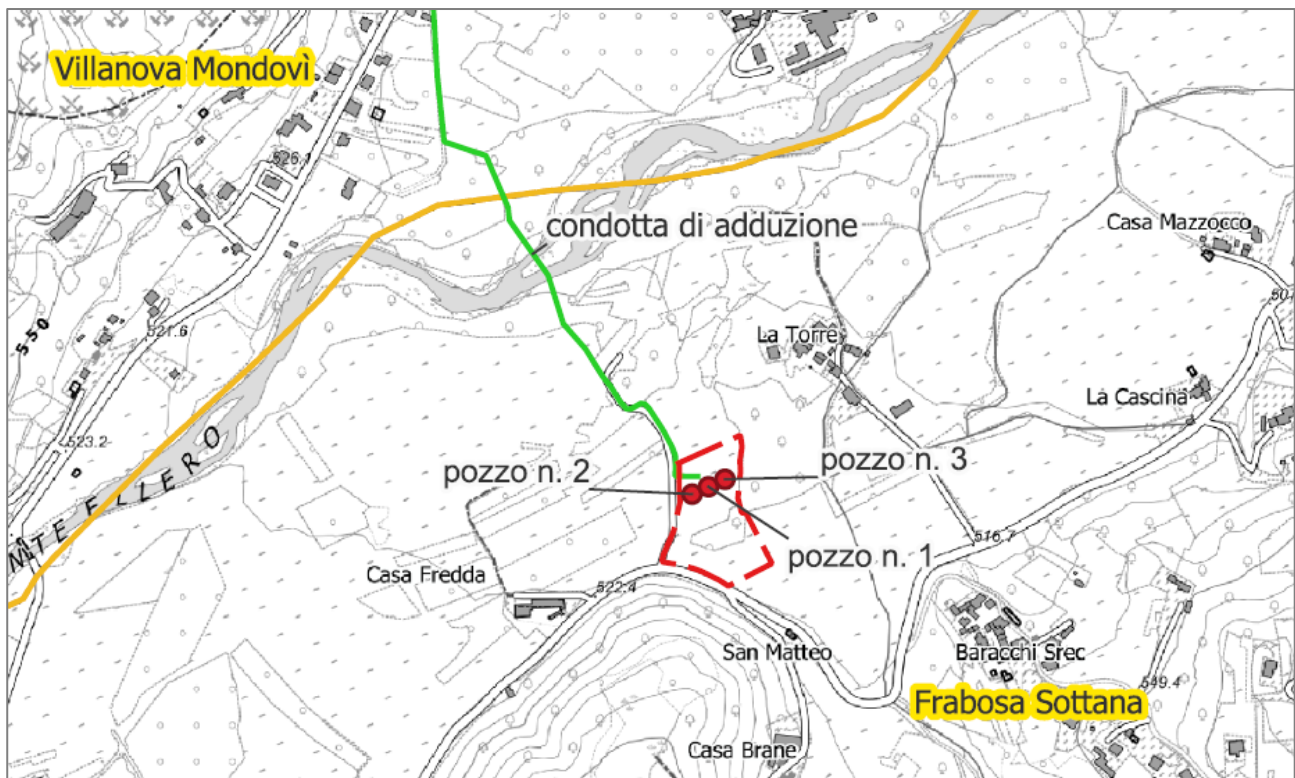 Villanova Mondovì
526.1
condotta di adduzione
Casa Mazzocco
550
521.6
La Torre
La Cascina
523.2
pozzo n. 2
pozzo n. 3
NTE ELLERO
516.7
pozzo n. 1
Casa Fredda
522.4
San Matteo
Baracchi Srec
549.4
Frabosa Sottana
Casa Brane